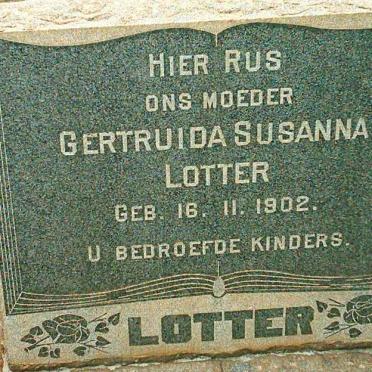 HIER RUS
ONS MOEDER
GERTRUIDA SUSANNA
LOTTER
GEB. 16. 11. 1902.
U BEDROEFDE KINDERS.
LOTTER